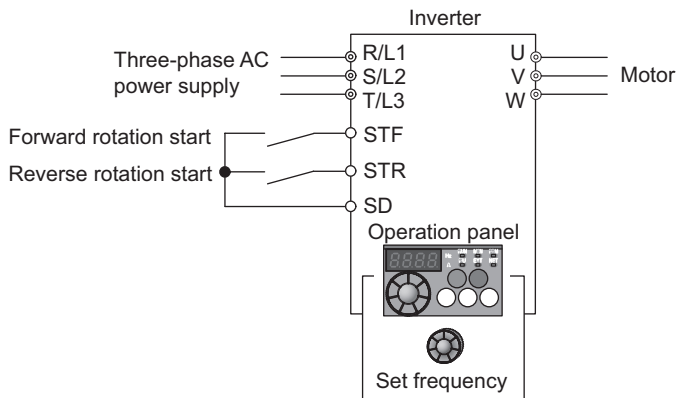 Inverter
Three-phase AC
power supply
R/L1
S/L2
T/L3
U
V
W
Motor
Forward rotation start
STF
Reverse rotation start
STR
SD
Operation panel
Set frequency